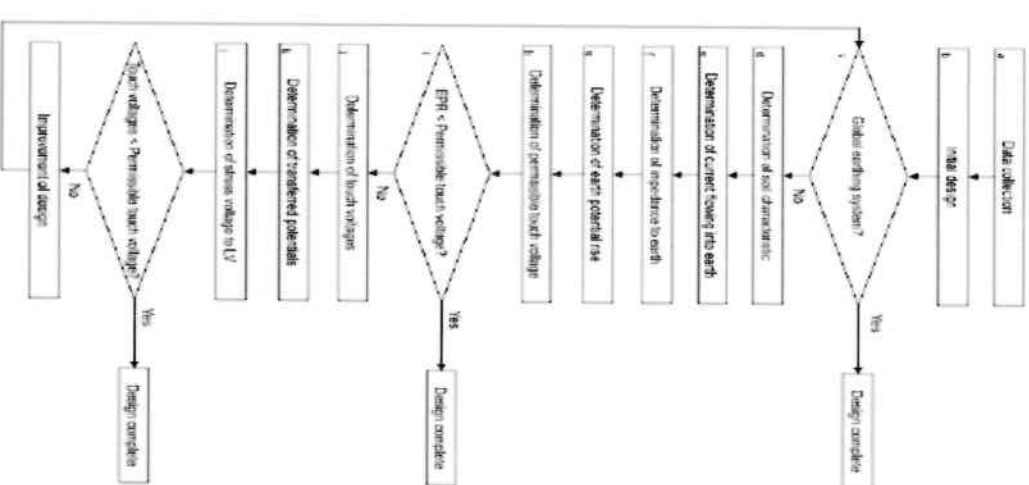 a
Data collection
b
Initial design
c
Global earthing system?
Yes
Design complete
No
d
Determination of soil characteristic
e
Determination of current flowing into earth
f
Determination of impedance to earth
g
Determination of earth potential rise
h
Determination of permissible touch voltage
EPR < Permissible touch voltage?
Yes
Design complete
No
j
Determination of touch voltages
k
Determination of transferred potentials
Determination of stress voltage to LV
Touch voltages < Permissible touch voltage?
Yes
Design complete
No
Improvement of design